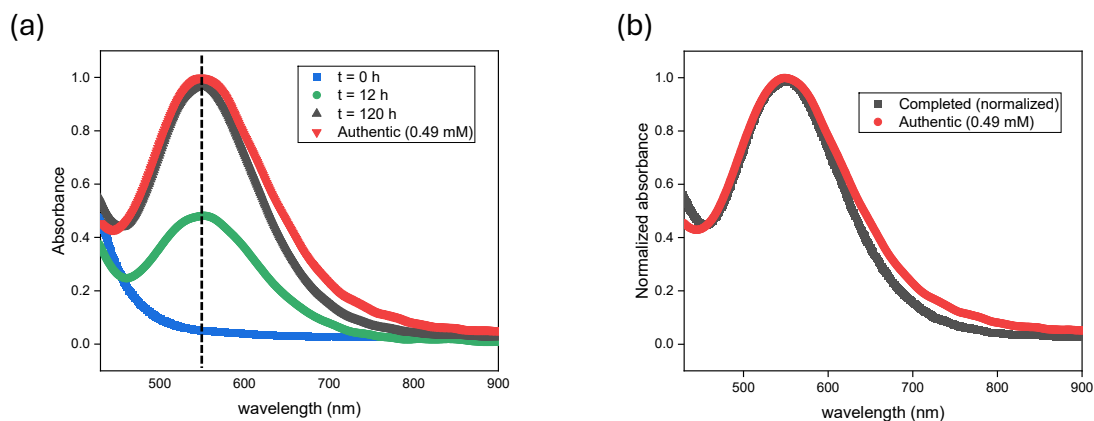 (a)
Absorbance
1.0
0.8
0.6
0.4
0.2
0.0
t = 0 h
t = 12 h
t = 120 h
Authentic (0.49 mM)
500
600
700
800
900
wavelength (nm)
(b)
Normalized absorbance
1.0
0.8
0.6
0.4
0.2
0.0
Completed (normalized)
Authentic (0.49 mM)
500
600
700
800
900
wavelength (nm)